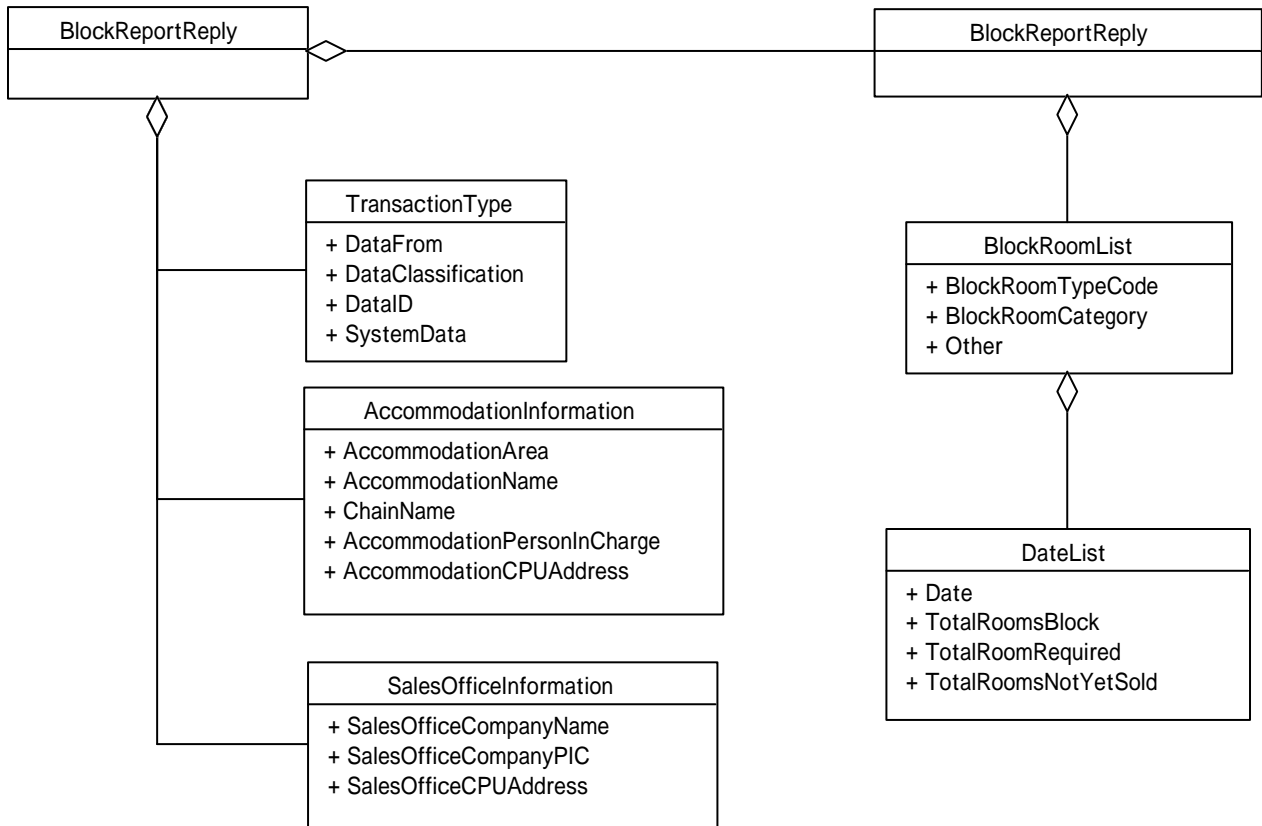 BlockReportReply
BlockReportReply
TransactionType
+ DataFrom
+ DataClassification
+ DataID
+ SystemData
AccommodationInformation
+ AccommodationArea
+ AccommodationName
+ ChainName
+ AccommodationPersonInCharge
+ AccommodationCPUAddress
SalesOfficeInformation
+ SalesOfficeCompanyName
+ SalesOfficeCompanyPIC
+ SalesOfficeCPUAddress
BlockRoomList
+ BlockRoomTypeCode
+ BlockRoomCategory
+ Other
DateList
+ Date
+ TotalRoomsBlock
+ TotalRoomRequired
+ TotalRoomsNotYetSold